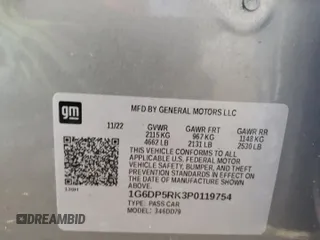 gm
MFD BY GENERAL MOTORS LLC
11/22 GVWR GAWR FRT GAWR RR
2115 KG 967 KG 1148 KG
4662 LB 2131 LB 2530 LB
THIS VEHICLE CONFORMS TO ALL APPLICABLE U.S.
FEDERAL MOTOR VEHICLE SAFETY, BUMPER, AND THEFT
PREVENTION STANDARDS IN EFFECT ON THE DATE OF
MANUFACTURE SHOWN ABOVE.
1G6DP5RK3P0119754
TYPE: PASS CAR
MODEL: 346DD79
AUTOBIDMASTER